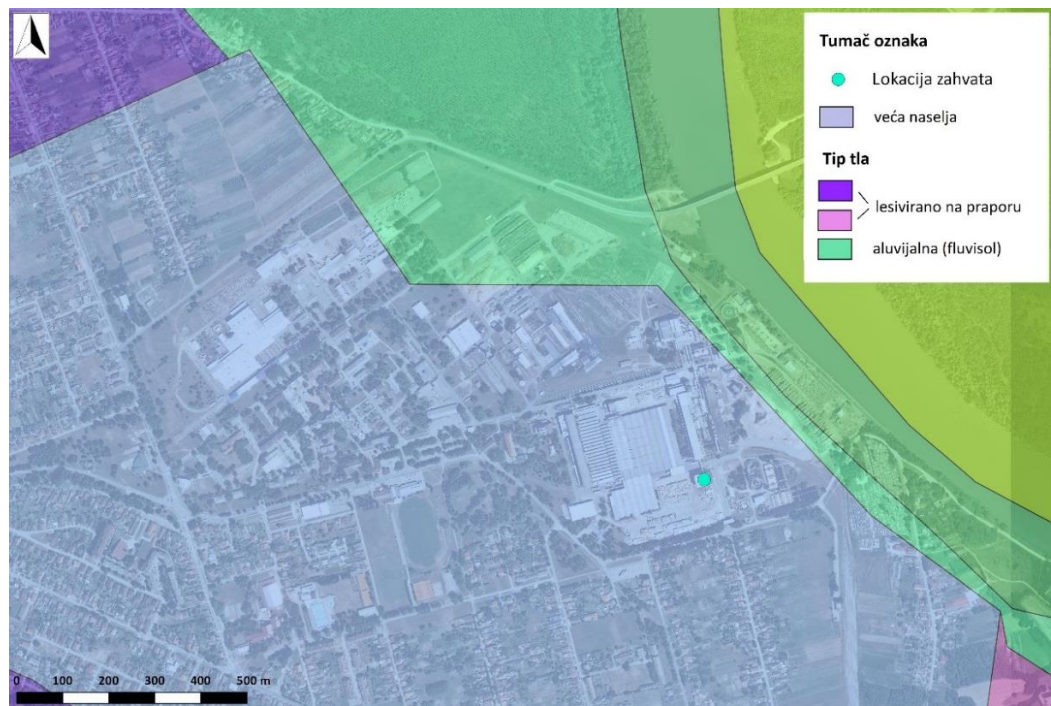 Tumač oznaka
Lokacija zahvata
veća naselja
Tip tla
lesivirano na praporu
aluvijalna (fluvisol)
0 100 200 300 400 500 m